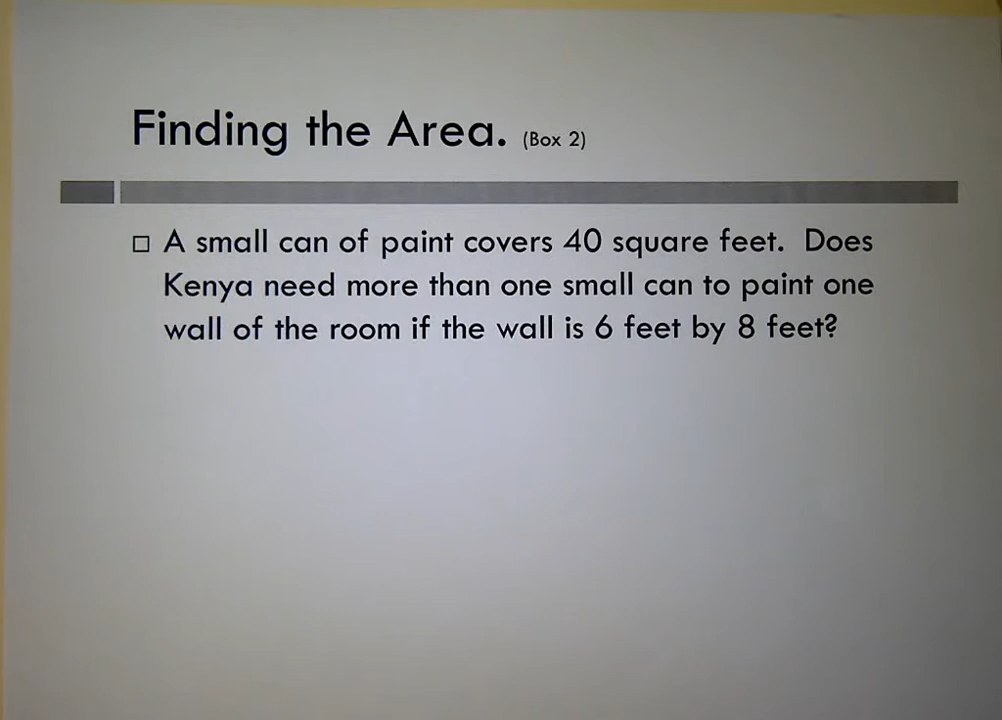 Finding the Area. (Box 2)
A small can of paint covers 40 square feet. Does
Kenya need more than one small can to paint one
wall of the room if the wall is 6 feet by 8 feet?